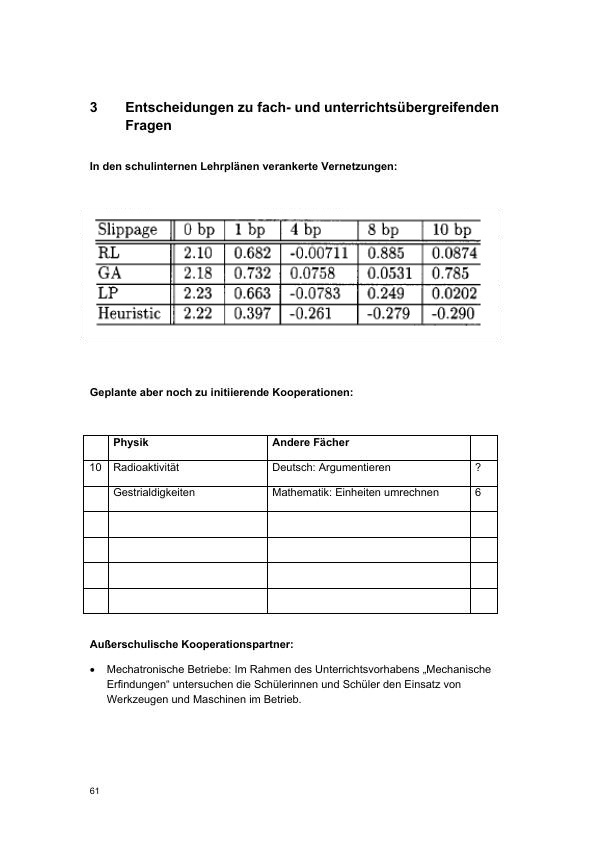 3 Entscheidungen zu fach- und unterrichtsübergreifenden
Fragen
In den schulinternen Lehrplänen verankerte Vernetzungen:
Slippage 0 bp 1 bp 4 bp 8 bp 10 bp
RL 2.10 0.682 -0.00711 0.885 0.0874
GA 2.18 0.732 0.0758 0.0531 0.785
LP 2.23 0.663 -0.0783 0.249 0.0202
Heuristic 2.22 0.397 -0.261 -0.279 -0.290
Geplante aber noch zu initiierende Kooperationen:
Physik Andere Fächer
10 Radioaktivität Deutsch: Argumentieren ?
Gestrialdigkeiten Mathematik: Einheiten umrechnen 6
Außerschulische Kooperationspartner:
• Mechatronische Betriebe: Im Rahmen des Unterrichtsvorhabens „Mechanische
Erfindungen“ untersuchen die Schülerinnen und Schüler den Einsatz von
Werkzeugen und Maschinen im Betrieb.
61